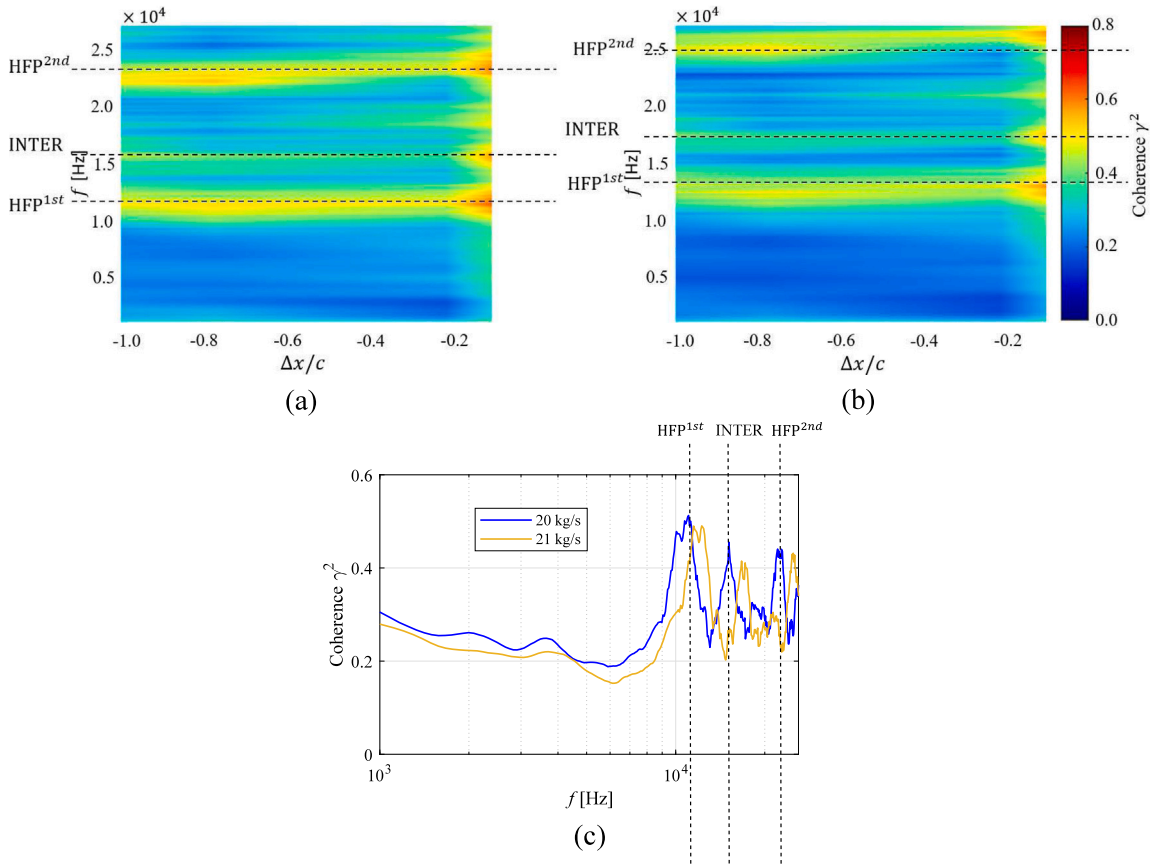 × 10⁴
2.5
HFP²ⁿᵈ
2.0
INTER
1.5
f [Hz]
HFP¹ˢᵗ
1.0
0.5
-1.0 -0.8 -0.6 -0.4 -0.2
Δx/c
(a)
× 10⁴
2.5
HFP²ⁿᵈ
2.0
INTER
1.5
f [Hz]
HFP¹ˢᵗ
1.0
0.5
-1.0 -0.8 -0.6 -0.4 -0.2
Δx/c
(b)
0.8
0.6
0.4
0.2
0.0
Coherence γ²
HFP¹ˢᵗ INTER HFP²ⁿᵈ
0.6
0.4
0.2
0
Coherence γ²
20 kg/s
21 kg/s
10³ 10⁴
f [Hz]
(c)